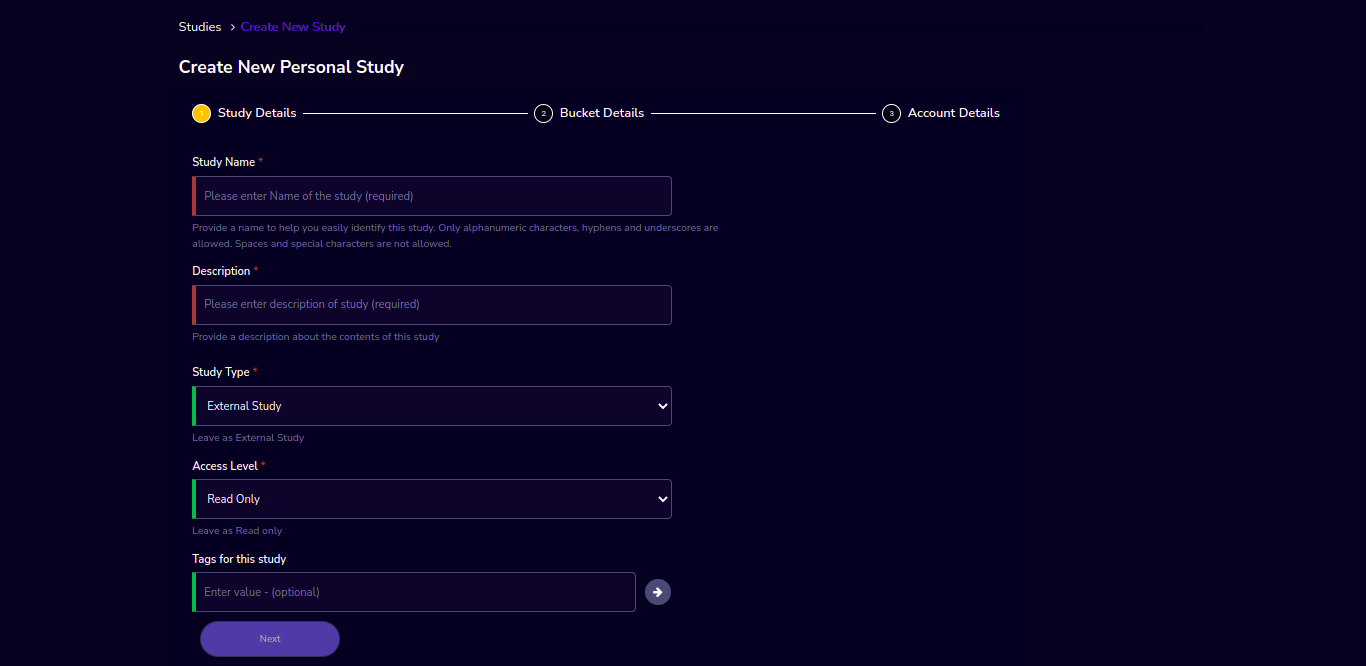 Studies > Create New Study
Create New Personal Study
1 Study Details 2 Bucket Details 3 Account Details
Study Name *
Please enter Name of the study (required)
Provide a name to help you easily identify this study. Only alphanumeric characters, hyphens and underscores are
allowed. Spaces and special characters are not allowed.
Description *
Please enter description of study (required)
Provide a description about the contents of this study
Study Type *
External Study
Leave as External Study
Access Level *
Read Only
Leave as Read only
Tags for this study
Enter value - (optional)
Next